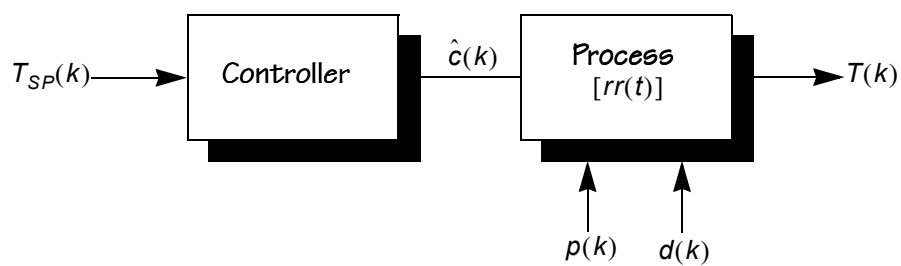 T_SP(k)
Controller
ĉ(k)
Process
[rr(t)]
T(k)
p(k)
d(k)